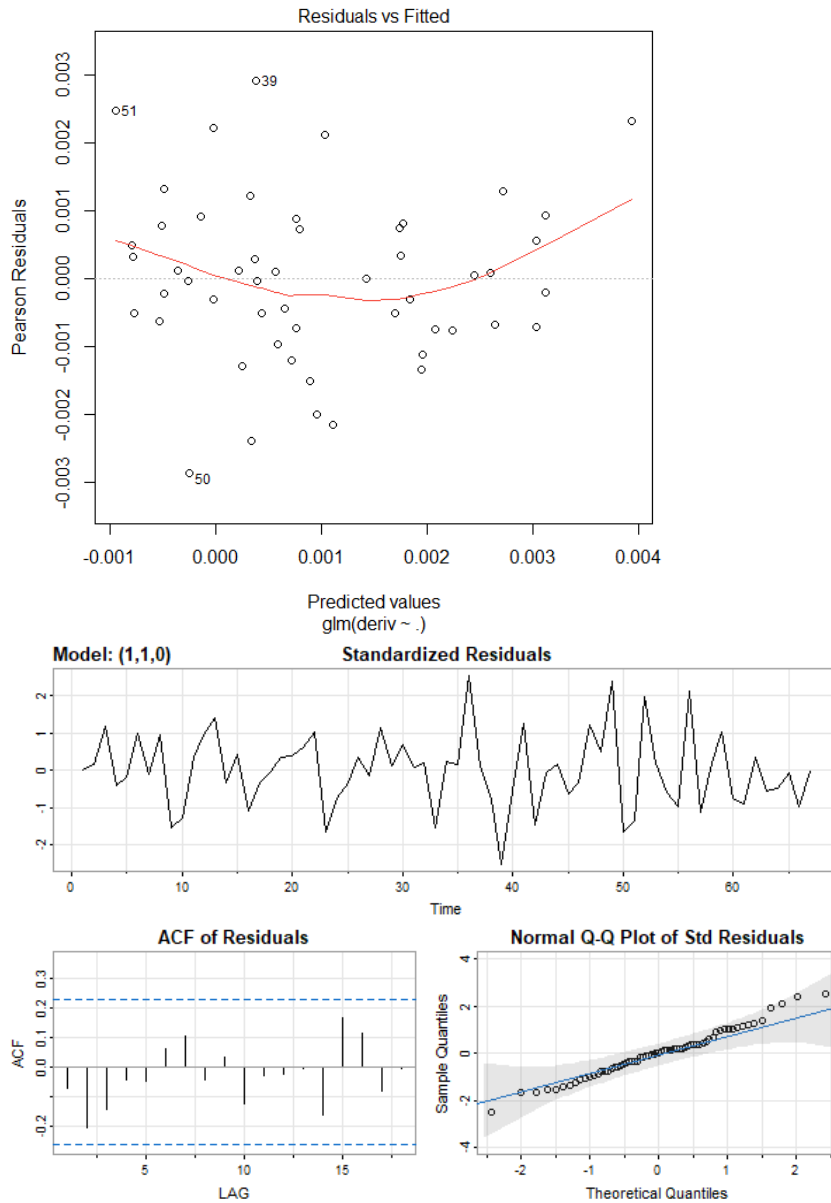 Residuals vs Fitted
0.003
0.002
0.001
0.000
-0.001
-0.002
-0.003
Pearson Residuals
39
51
50
-0.001 0.000 0.001 0.002 0.003 0.004
Predicted values
glm(deriv ~ .)
Model: (1,1,0) Standardized Residuals
2
1
0
-1
-2
0 10 20 30 40 50 60
Time
ACF of Residuals
0.3
0.2
0.1
0.0
-0.2
ACF
5 10 15
LAG
Normal Q-Q Plot of Std Residuals
4
2
0
-2
-4
Sample Quantiles
-2 -1 0 1 2
Theoretical Quantiles